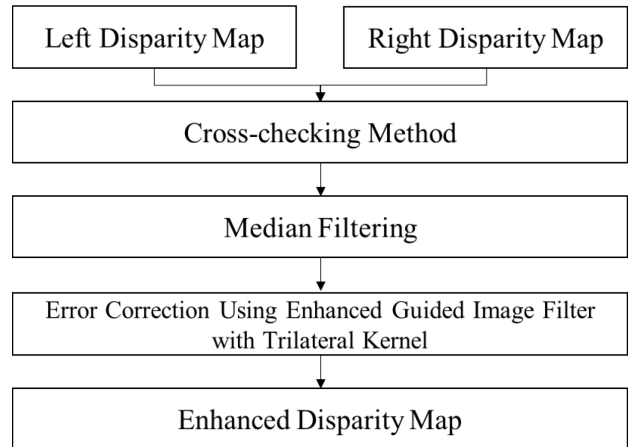 Left Disparity Map
Right Disparity Map
Cross-checking Method
Median Filtering
Error Correction Using Enhanced Guided Image Filter
with Trilateral Kernel
Enhanced Disparity Map